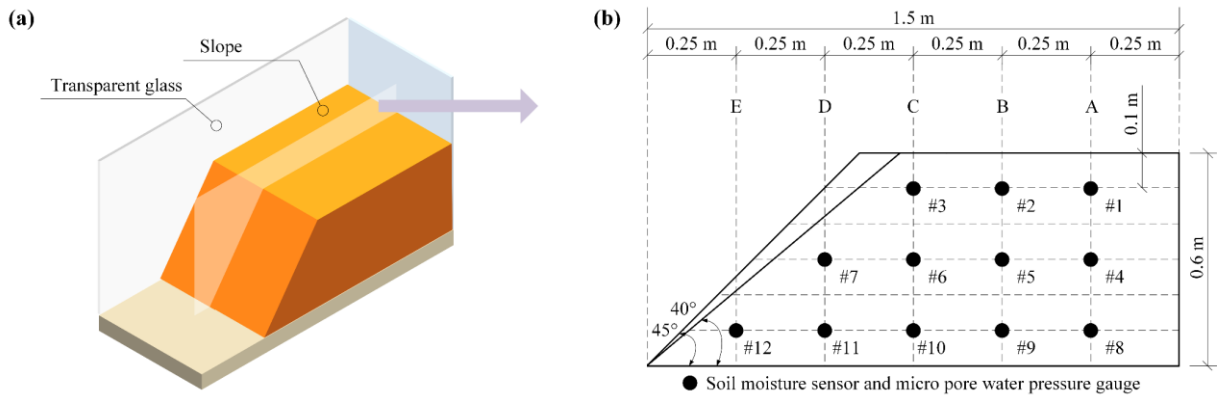 (a)
Slope
Transparent glass
(b)
1.5 m
0.25 m 0.25 m 0.25 m 0.25 m 0.25 m 0.25 m
E D C B A
0.1 m
#3 #2 #1
#7 #6 #5 #4
0.6 m
40°
45°
#12 #11 #10 #9 #8
Soil moisture sensor and micro pore water pressure gauge